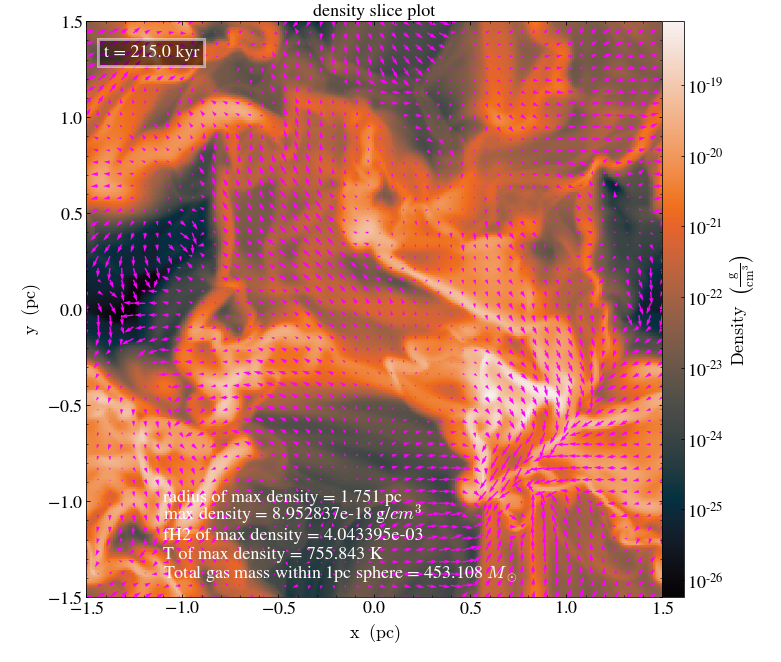 density slice plot
t = 215.0 kyr
1.5
1.0
0.5
0.0
−0.5
−1.0
−1.5
y (pc)
radius of max density = 1.751 pc
max density = 8.952837e-18 g/cm³
fH2 of max density = 4.043395e-03
T of max density = 755.843 K
Total gas mass within 1pc sphere = 453.108 M⊙
−1.5 −1.0 −0.5 0.0 0.5 1.0 1.5
x (pc)
10⁻¹⁹
10⁻²⁰
10⁻²¹
10⁻²²
10⁻²³
10⁻²⁴
10⁻²⁵
10⁻²⁶
Density (g/cm³)